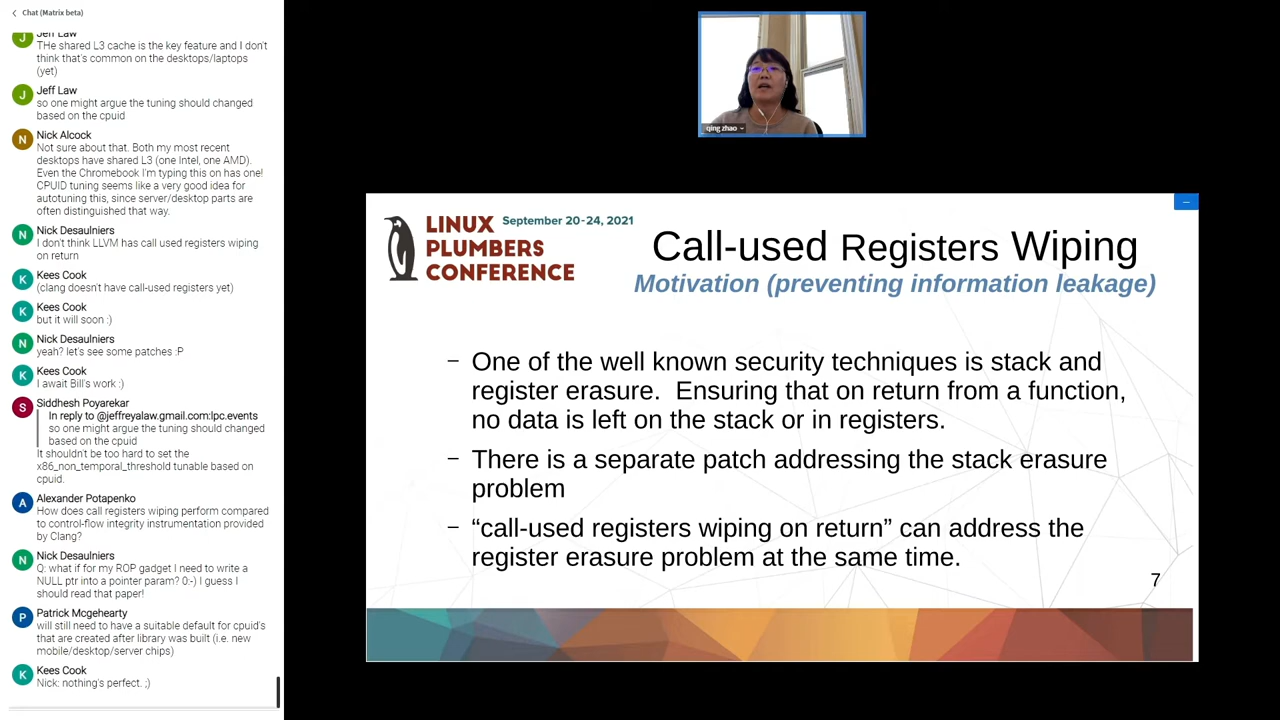 Chat (Matrix beta)
Jeff Law
THe shared L3 cache is the key feature and I don't
think that's common on the desktops/laptops
(yet)
J
Jeff Law
so one might argue the tuning should changed
based on the cpuid
J
Nick Alcock
Not sure about that. Both my most recent
desktops have shared L3 (one Intel, one AMD).
Even the Chromebook I'm typing this on has one!
CPUID tuning seems like a very good idea for
autotuning this, since server/desktop parts are
often distinguished that way.
N
Nick Desaulniers
I don't think LLVM has call used registers wiping
on return
N
Kees Cook
(clang doesn't have call-used registers yet)
K
Kees Cook
but it will soon :)
K
Nick Desaulniers
yeah? let's see some patches :P
N
Kees Cook
I await Bill's work :)
K
Siddhesh Poyarekar
In reply to @jeffreyalaw.gmail.com:lpc.events
so one might argue the tuning should changed
based on the cpuid
It shouldn't be too hard to set the
x86_non_temporal_threshold tunable based on
cpuid.
S
Alexander Potapenko
How does call registers wiping perform compared
to control-flow integrity instrumentation provided
by Clang?
A
Nick Desaulniers
Q: what if for my ROP gadget I need to write a
NULL ptr into a pointer param? 0:-) I guess I
should read that paper!
N
Patrick Mcgehearty
will still need to have a suitable default for cpuid's
that are created after library was built (i.e. new
mobile/desktop/server chips)
P
Kees Cook
Nick: nothing's perfect. ;)
K
qing zhao
LINUX
PLUMBERS
CONFERENCE
September 20-24, 2021
Call-used Registers Wiping
Motivation (preventing information leakage)
– One of the well known security techniques is stack and
register erasure. Ensuring that on return from a function,
no data is left on the stack or in registers.
– There is a separate patch addressing the stack erasure
problem
– “call-used registers wiping on return” can address the
register erasure problem at the same time.
7